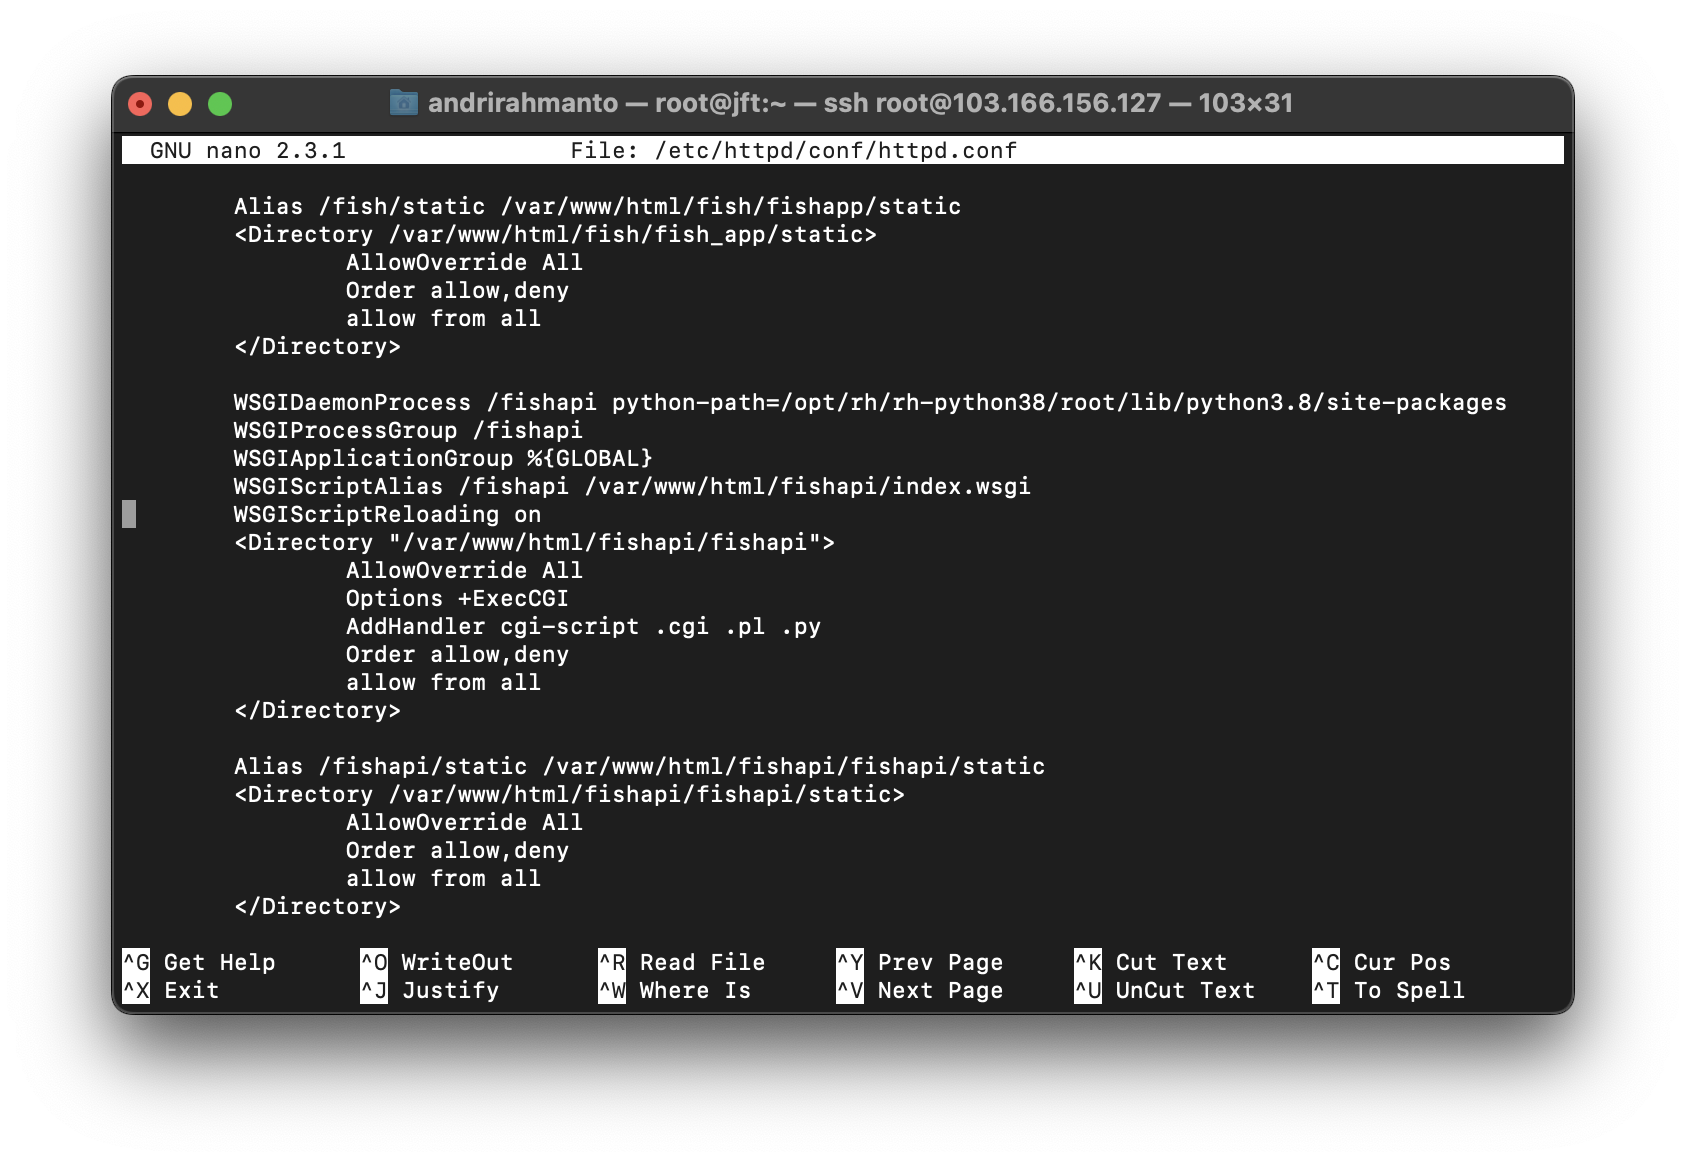 andrirahmanto — root@jft:~ — ssh root@103.166.156.127 — 103×31
GNU nano 2.3.1 File: /etc/httpd/conf/httpd.conf
Alias /fish/static /var/www/html/fish/fishapp/static
<Directory /var/www/html/fish/fish_app/static>
AllowOverride All
Order allow,deny
allow from all
</Directory>
WSGIDaemonProcess /fishapi python-path=/opt/rh/rh-python38/root/lib/python3.8/site-packages
WSGIProcessGroup /fishapi
WSGIApplicationGroup %{GLOBAL}
WSGIScriptAlias /fishapi /var/www/html/fishapi/index.wsgi
WSGIScriptReloading on
<Directory "/var/www/html/fishapi/fishapi">
AllowOverride All
Options +ExecCGI
AddHandler cgi-script .cgi .pl .py
Order allow,deny
allow from all
</Directory>
Alias /fishapi/static /var/www/html/fishapi/fishapi/static
<Directory /var/www/html/fishapi/fishapi/static>
AllowOverride All
Order allow,deny
allow from all
</Directory>
^G Get Help ^O WriteOut ^R Read File ^Y Prev Page ^K Cut Text ^C Cur Pos
^X Exit ^J Justify ^W Where Is ^V Next Page ^U UnCut Text ^T To Spell